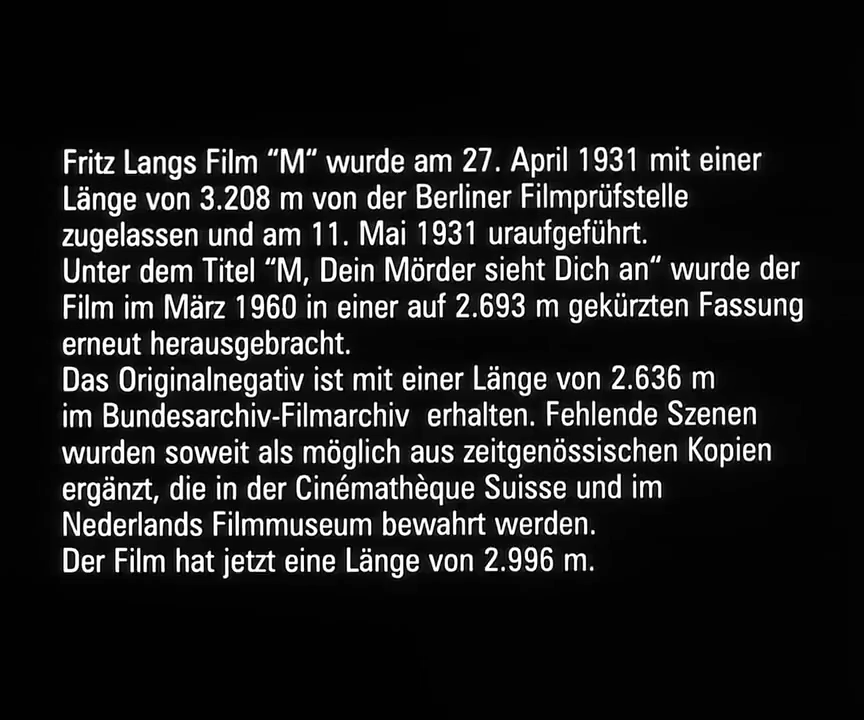 Fritz Langs Film “M“ wurde am 27. April 1931 mit einer
Länge von 3.208 m von der Berliner Filmprüfstelle
zugelassen und am 11. Mai 1931 uraufgeführt.
Unter dem Titel “M, Dein Mörder sieht Dich an“ wurde der
Film im März 1960 in einer auf 2.693 m gekürzten Fassung
erneut herausgebracht.
Das Originalnegativ ist mit einer Länge von 2.636 m
im Bundesarchiv-Filmarchiv  erhalten. Fehlende Szenen
wurden soweit als möglich aus zeitgenössischen Kopien
ergänzt, die in der Cinémathèque Suisse und im
Nederlands Filmmuseum bewahrt werden.
Der Film hat jetzt eine Länge von 2.996 m.